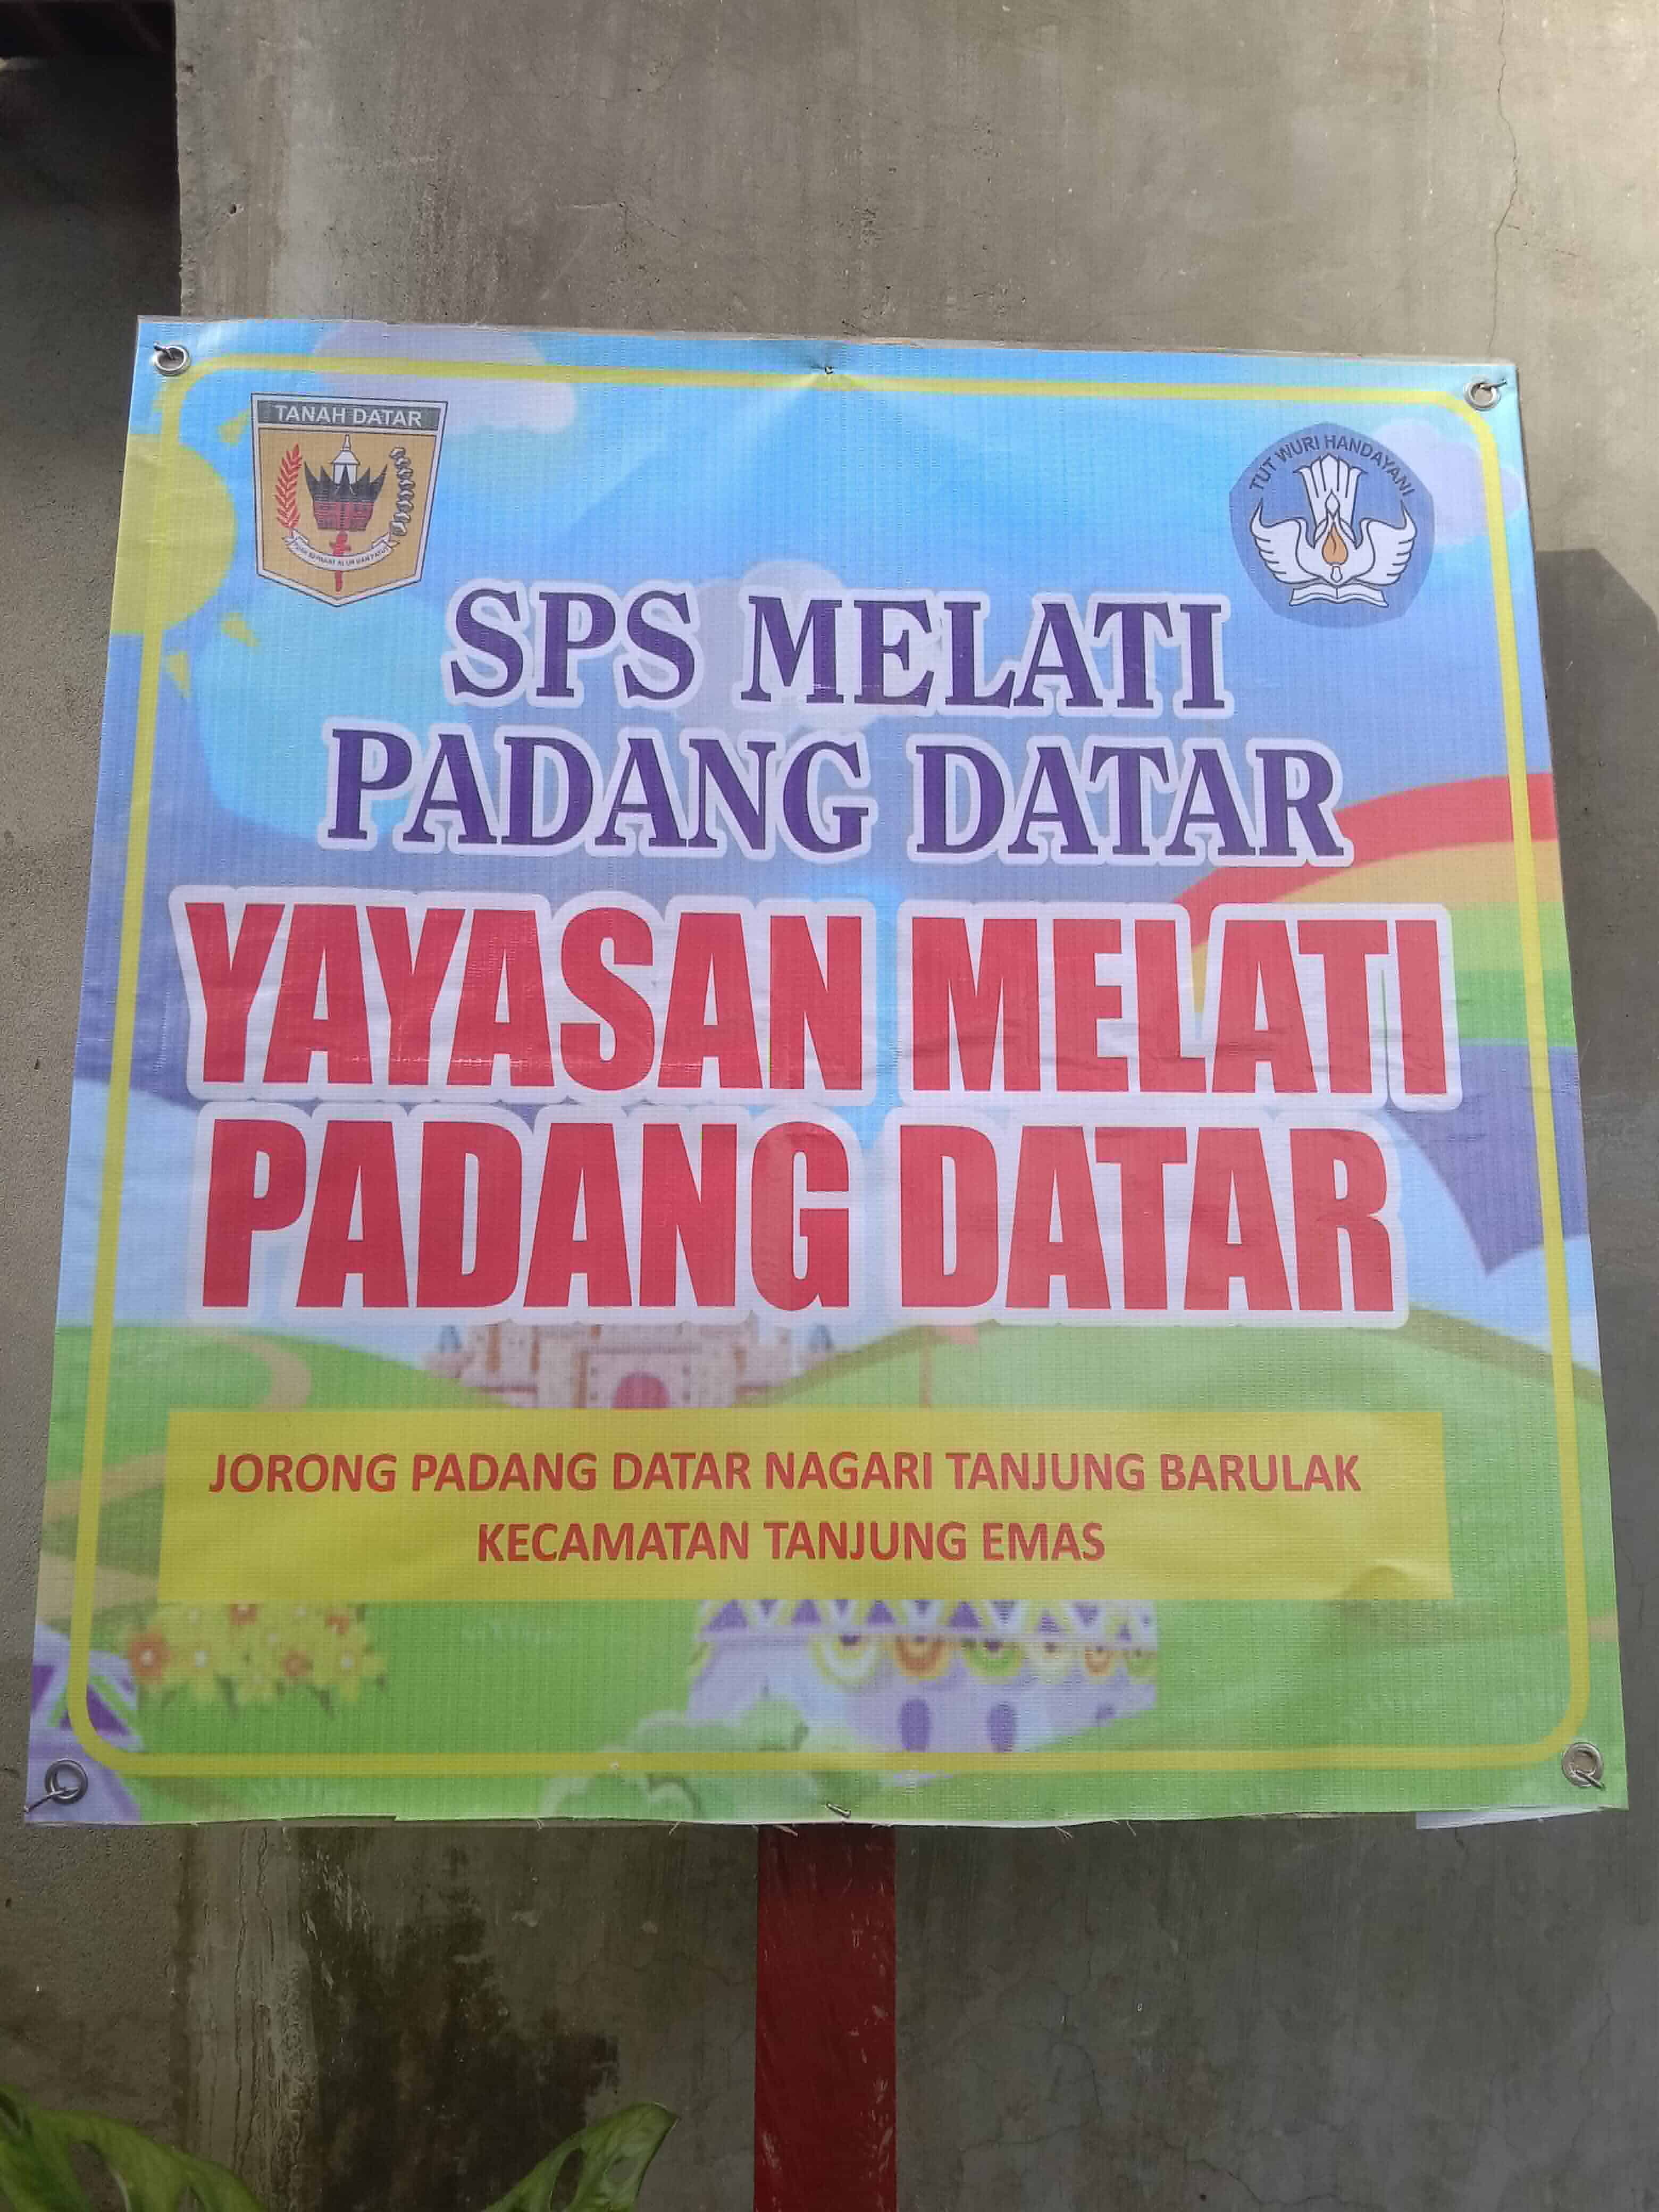 TANAH DATAR
TUT WURI HANDAYANI
SPS MELATI
PADANG DATAR
YAYASAN MELATI
PADANG DATAR
JORONG PADANG DATAR NAGARI TANJUNG BARULAK
KECAMATAN TANJUNG EMAS